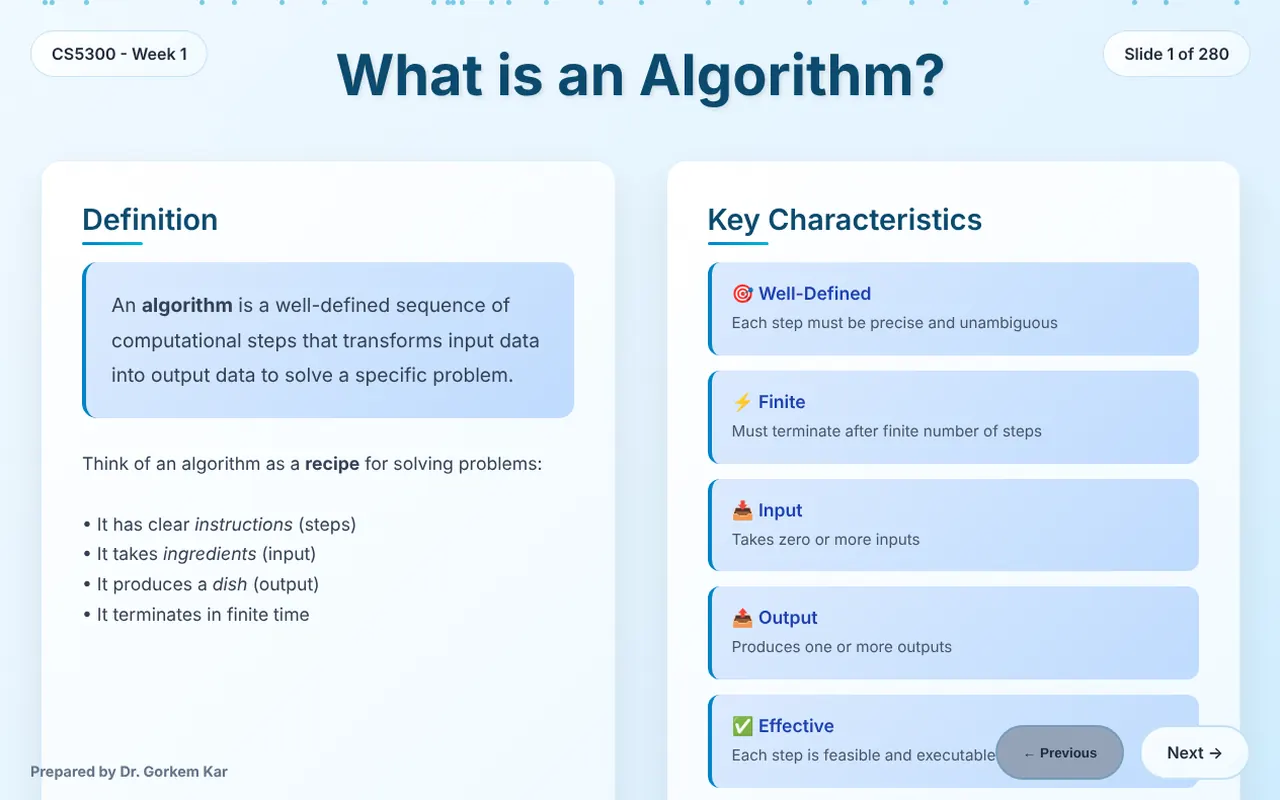 CS5300 - Week 1
What is an Algorithm?
Slide 1 of 280
Definition
An algorithm is a well-defined sequence of
computational steps that transforms input data
into output data to solve a specific problem.
Think of an algorithm as a recipe for solving problems:
• It has clear instructions (steps)
• It takes ingredients (input)
• It produces a dish (output)
• It terminates in finite time
Key Characteristics
🎯 Well-Defined
Each step must be precise and unambiguous
⚡ Finite
Must terminate after finite number of steps
📥 Input
Takes zero or more inputs
📤 Output
Produces one or more outputs
✅ Effective
Each step is feasible and executable
Prepared by Dr. Gorkem Kar
← Previous
Next →